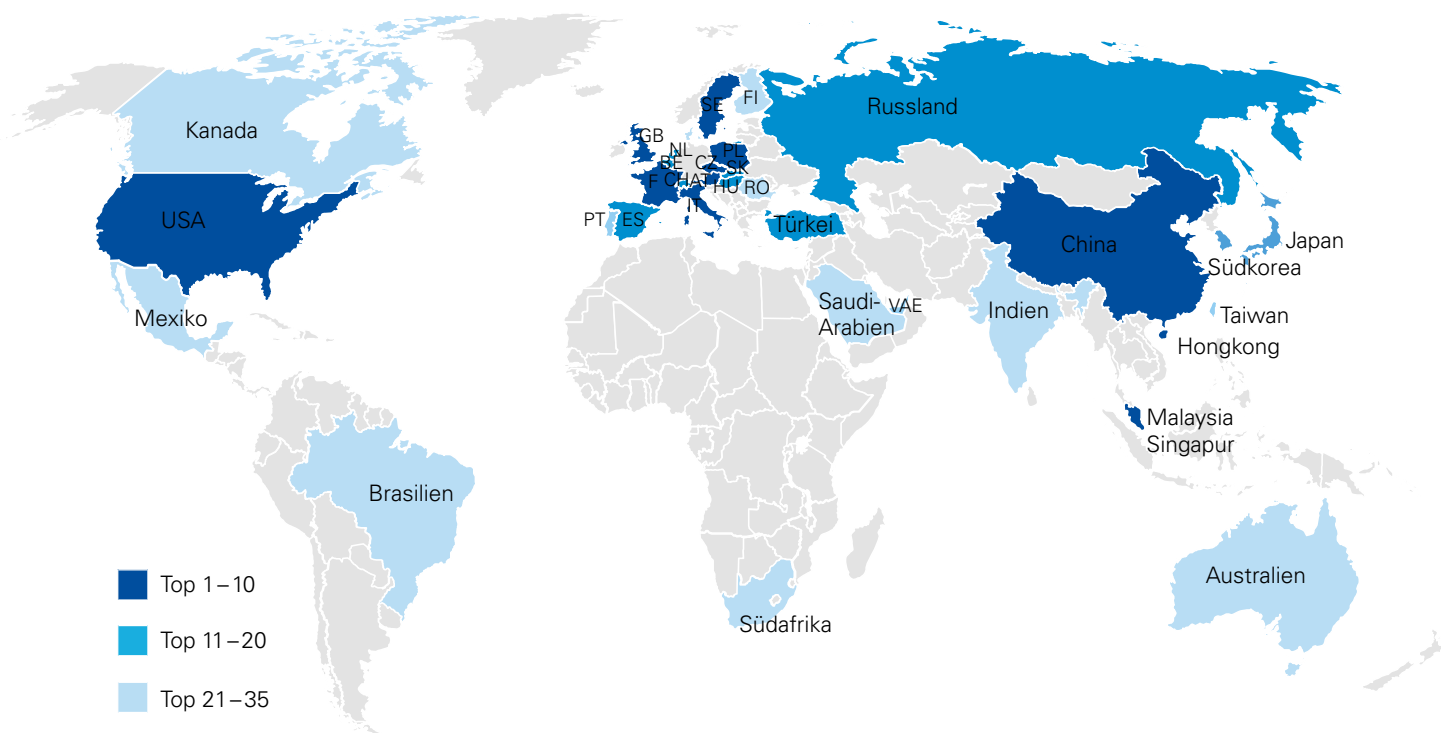 Kanada
USA
Mexiko
Brasilien
SE
FI
GB
NL
PL
BE
CZ
SK
F
CH
AT
HU
RO
IT
PT
ES
Türkei
Russland
China
Japan
Südkorea
Saudi-
Arabien
VAE
Indien
Taiwan
Hongkong
Malaysia
Singapur
Australien
Südafrika
Top 1–10
Top 11–20
Top 21–35